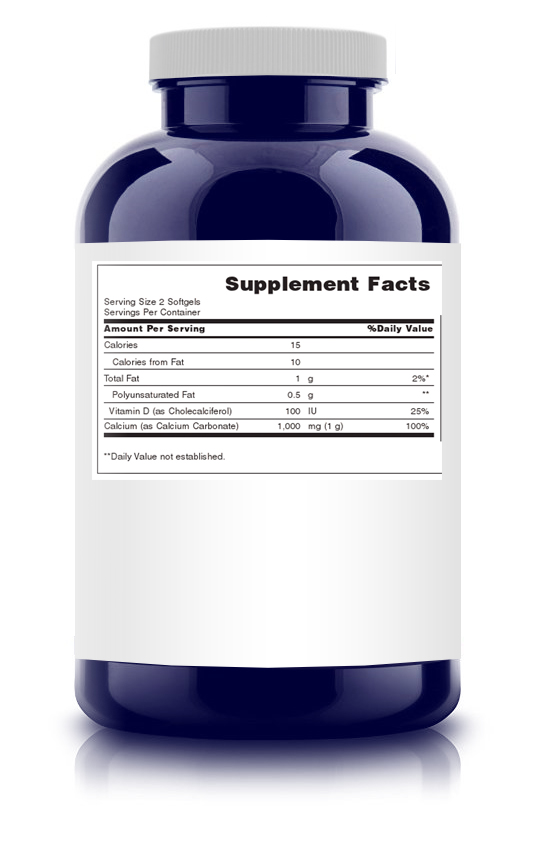 Supplement Facts
Serving Size 2 Softgels
Servings Per Container
Amount Per Serving %Daily Value
Calories 15
Calories from Fat 10
Total Fat 1 g 2%*
Polyunsaturated Fat 0.5 g **
Vitamin D (as Cholecalciferol) 100 IU 25%
Calcium (as Calcium Carbonate) 1,000 mg (1 g) 100%
**Daily Value not established.